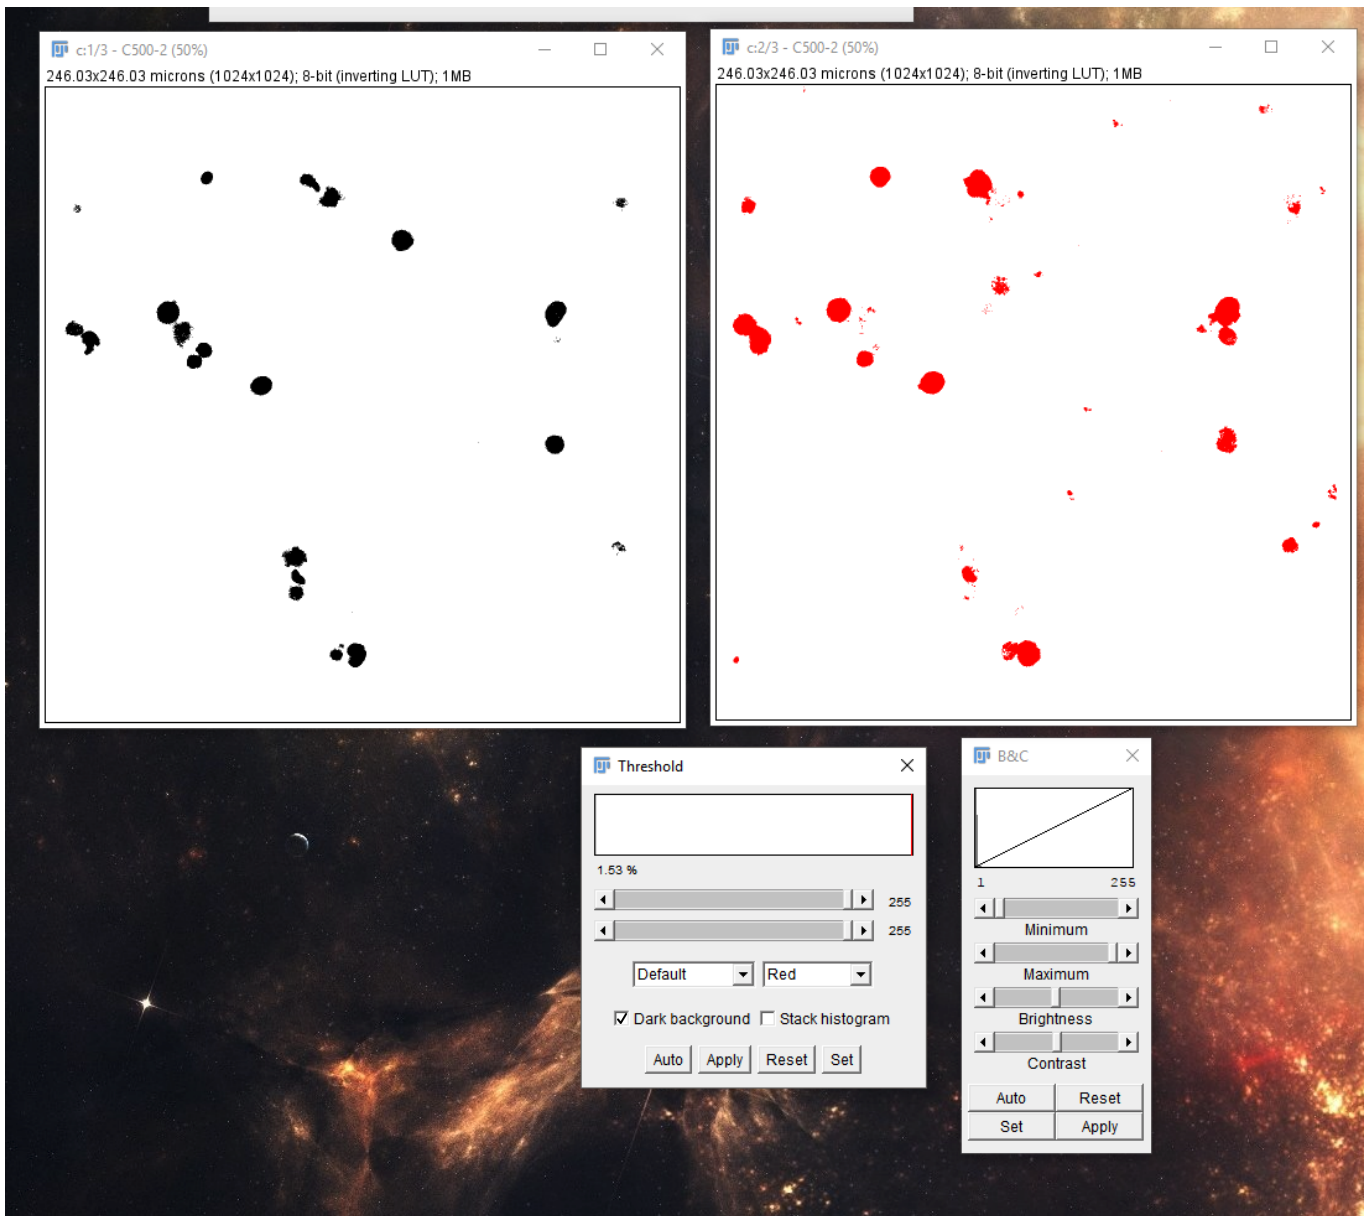 c:1/3 - C500-2 (50%)
246.03x246.03 microns (1024x1024); 8-bit (inverting LUT); 1MB
c:2/3 - C500-2 (50%)
246.03x246.03 microns (1024x1024); 8-bit (inverting LUT); 1MB
Threshold
1.53 %
255
255
Default Red
Dark background Stack histogram
Auto Apply Reset Set
B&C
1 255
Minimum
Maximum
Brightness
Contrast
Auto Reset
Set Apply